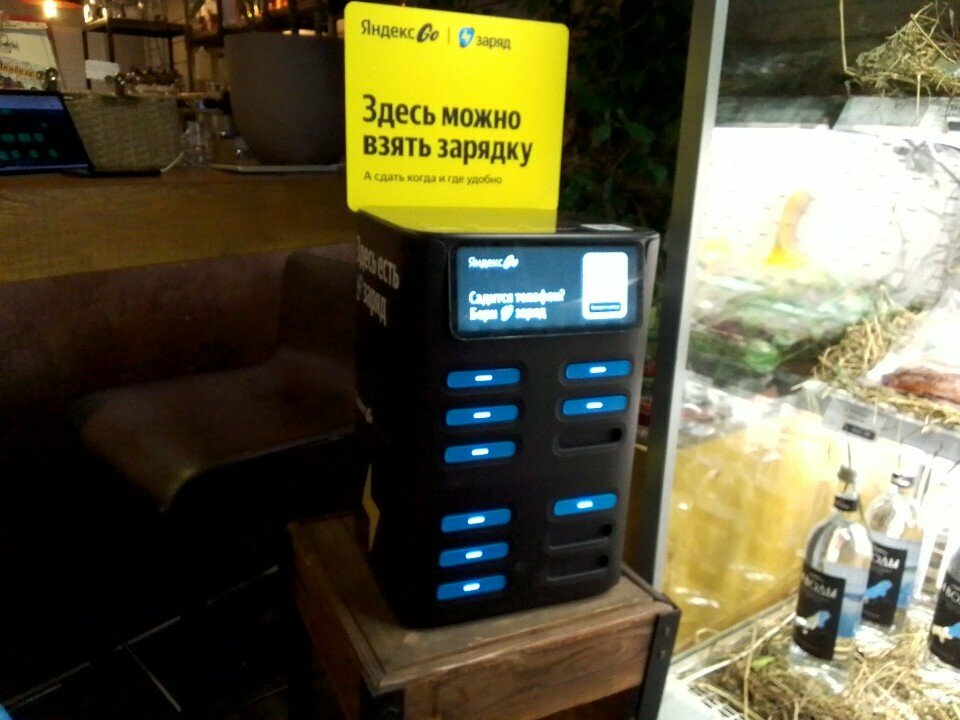 Яндекс Go | заряд
Здесь можно
взять зарядку
А сдать когда и где удобно
Яндекс Go
Садится телефон?
Бери заряд
Здесь есть
заряд